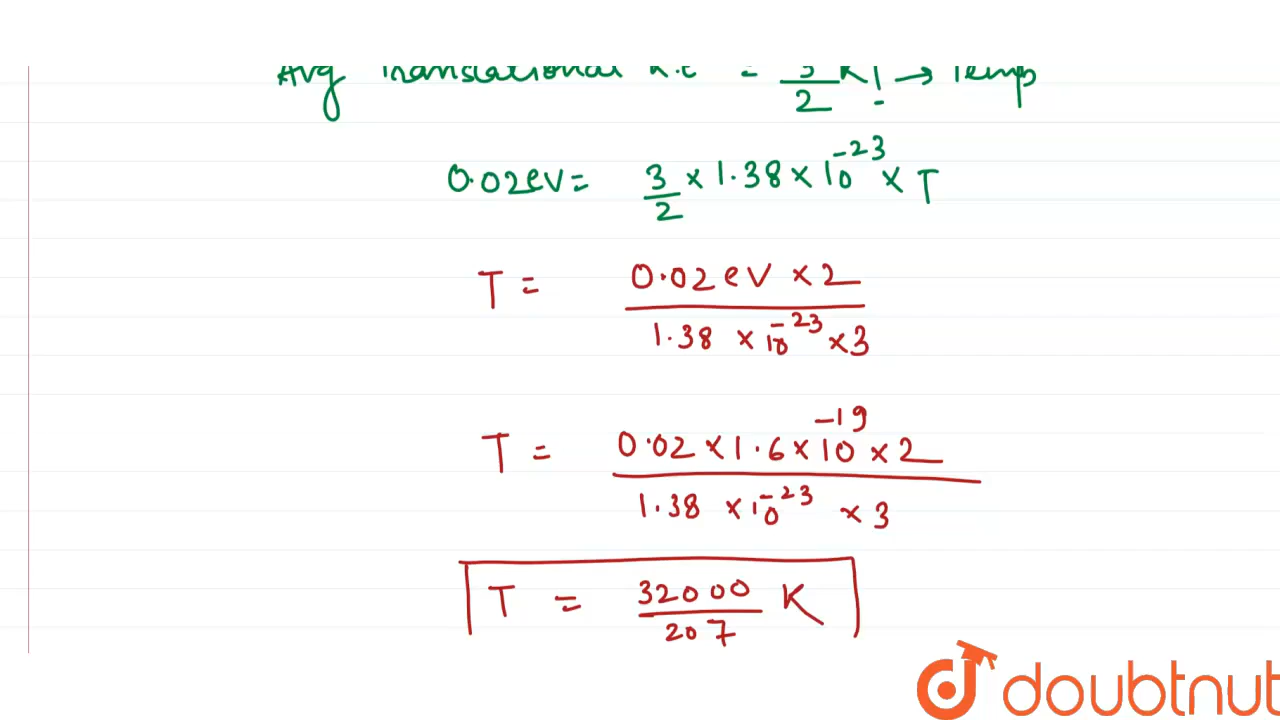 Avg Translational K.E = 3/2 KT → Temp
0.02eV = 3/2 × 1.38 × 10^-23 × T
T = 0.02eV × 2 / 1.38 × 10^-23 × 3
T = 0.02 × 1.6 × 10^-19 × 2 / 1.38 × 10^-23 × 3
T = 32000/207 K
doubtnut